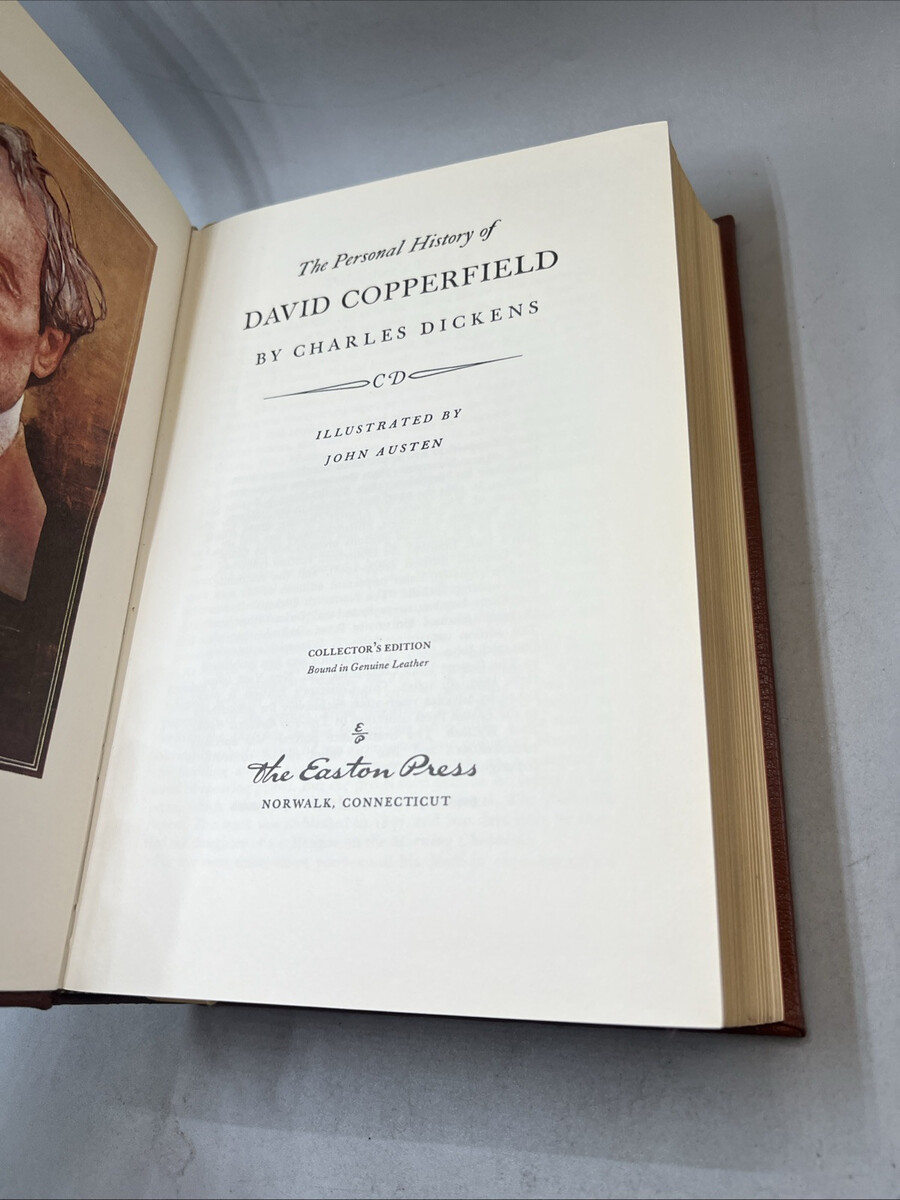 The Personal History of
DAVID COPPERFIELD
BY CHARLES DICKENS
CD
ILLUSTRATED BY
JOHN AUSTEN
COLLECTOR'S EDITION
Bound in Genuine Leather
E
P
The Easton Press
NORWALK, CONNECTICUT